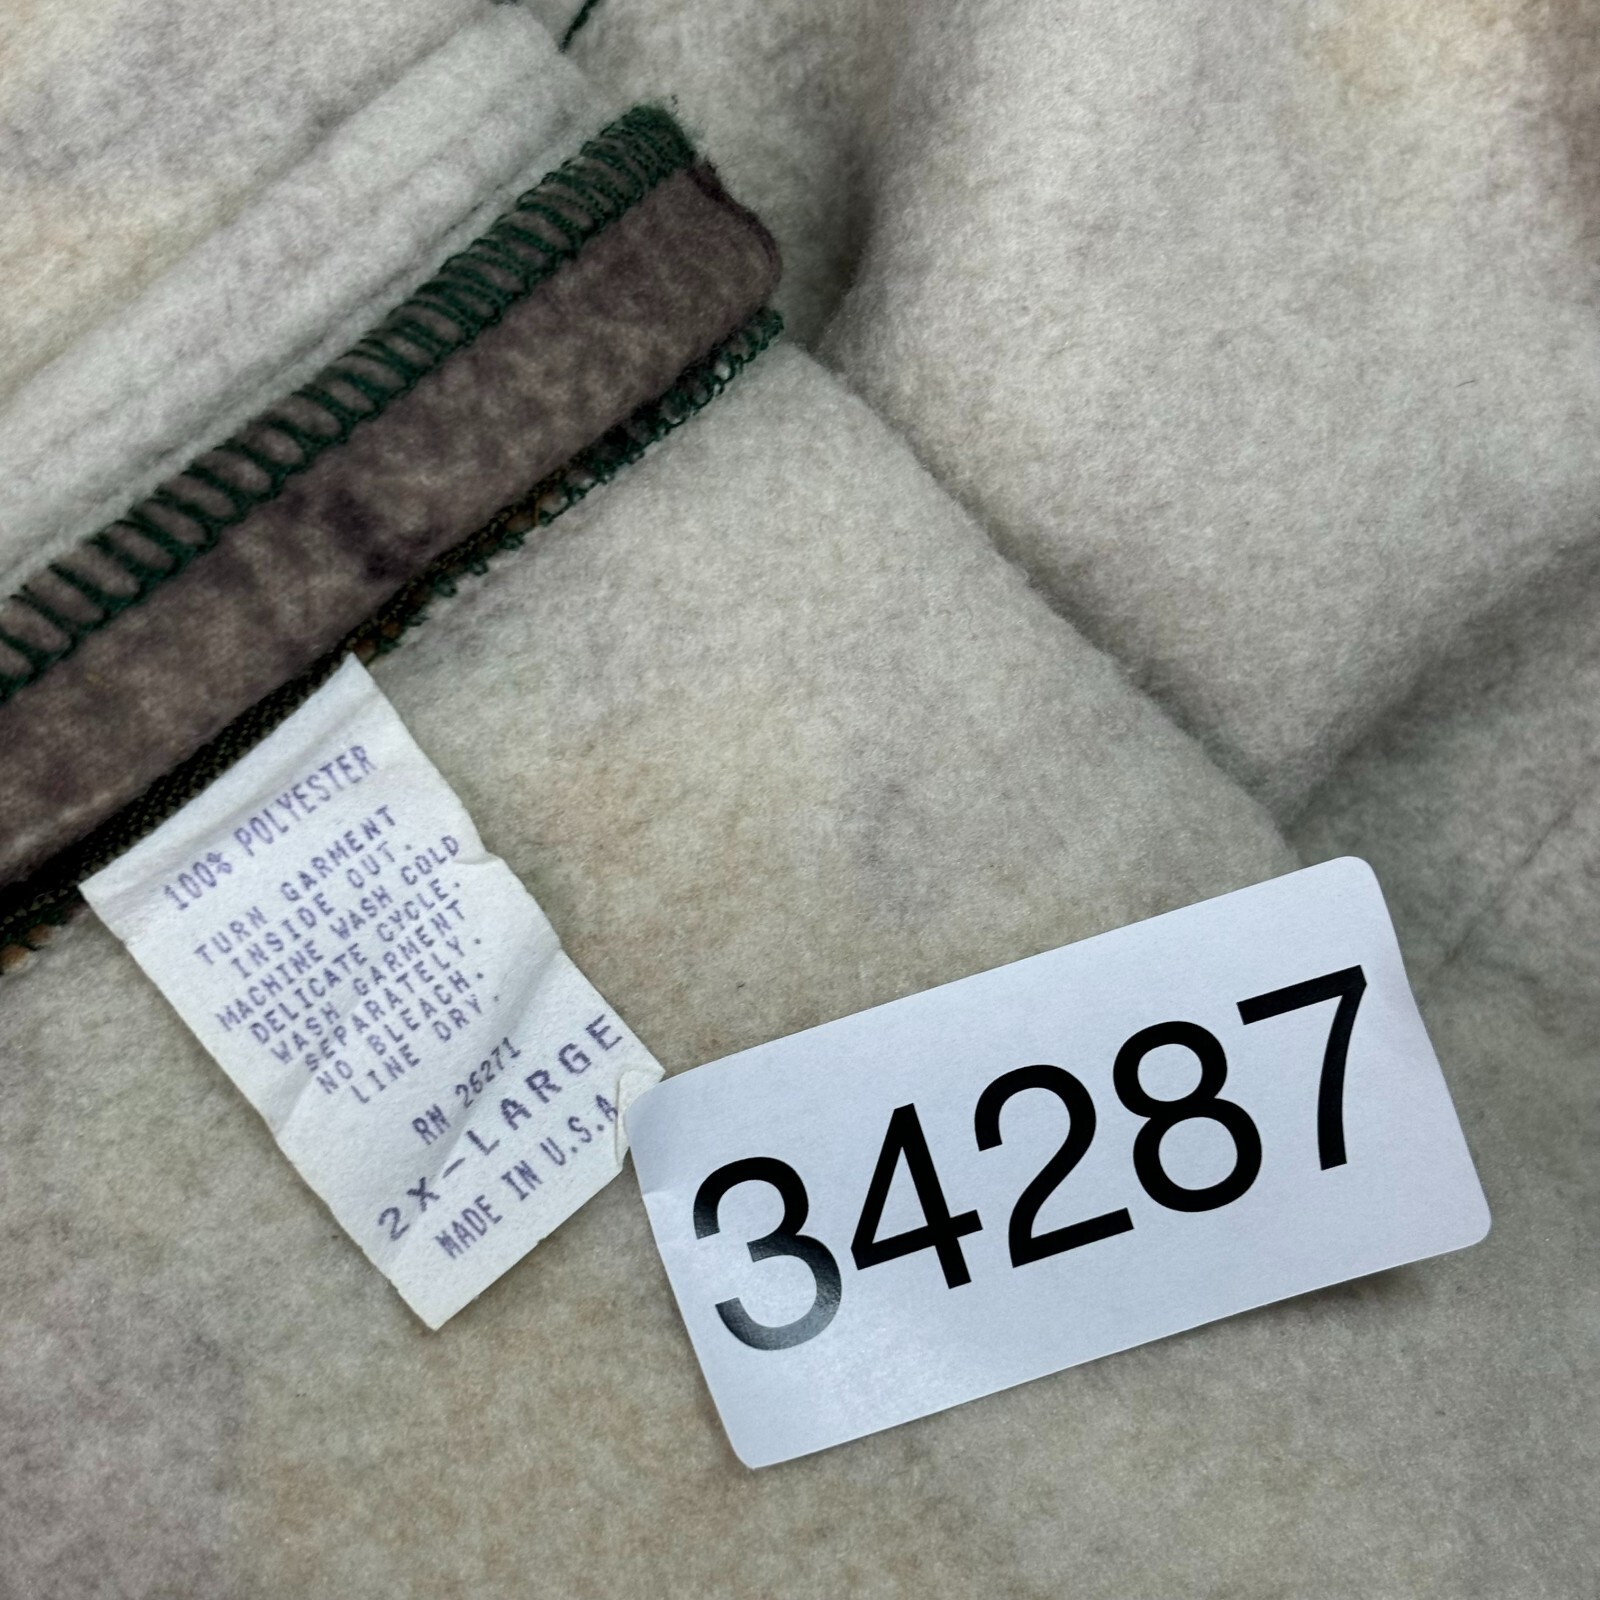 100% POLYESTER
TURN GARMENT
INSIDE OUT.
MACHINE WASH COLD
DELICATE CYCLE.
WASH GARMENT
SEPARATELY.
NO BLEACH.
LINE DRY.
RN 26271
2X-LARGE
MADE IN U.S.A
34287